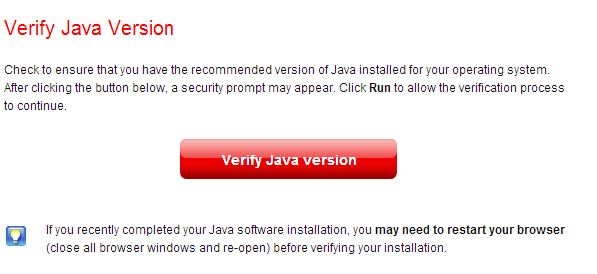 Verify Java Version
Check to ensure that you have the recommended version of Java installed for your operating system.
After clicking the button below, a security prompt may appear. Click Run to allow the verification process
to continue.
Verify Java version
If you recently completed your Java software installation, you may need to restart your browser
(close all browser windows and re-open) before verifying your installation.